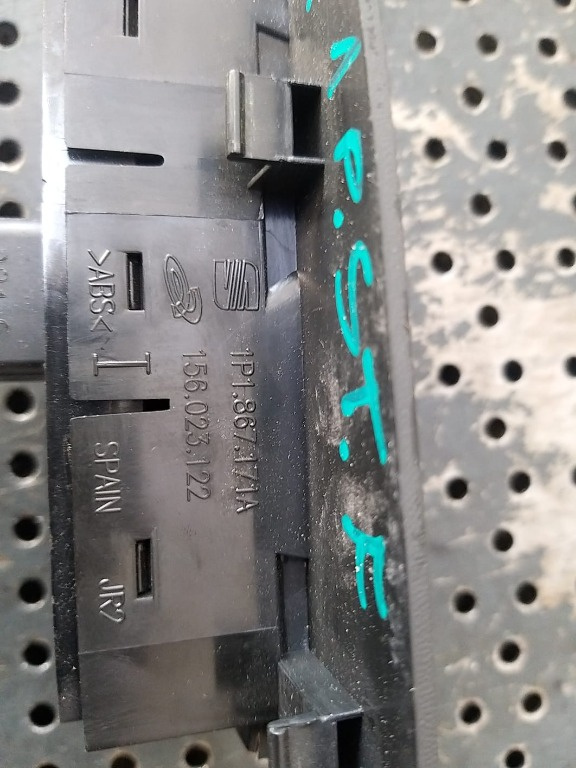 P.ST.F
1P1.867.171A
156.023.122
>ABS<
I
SPAIN